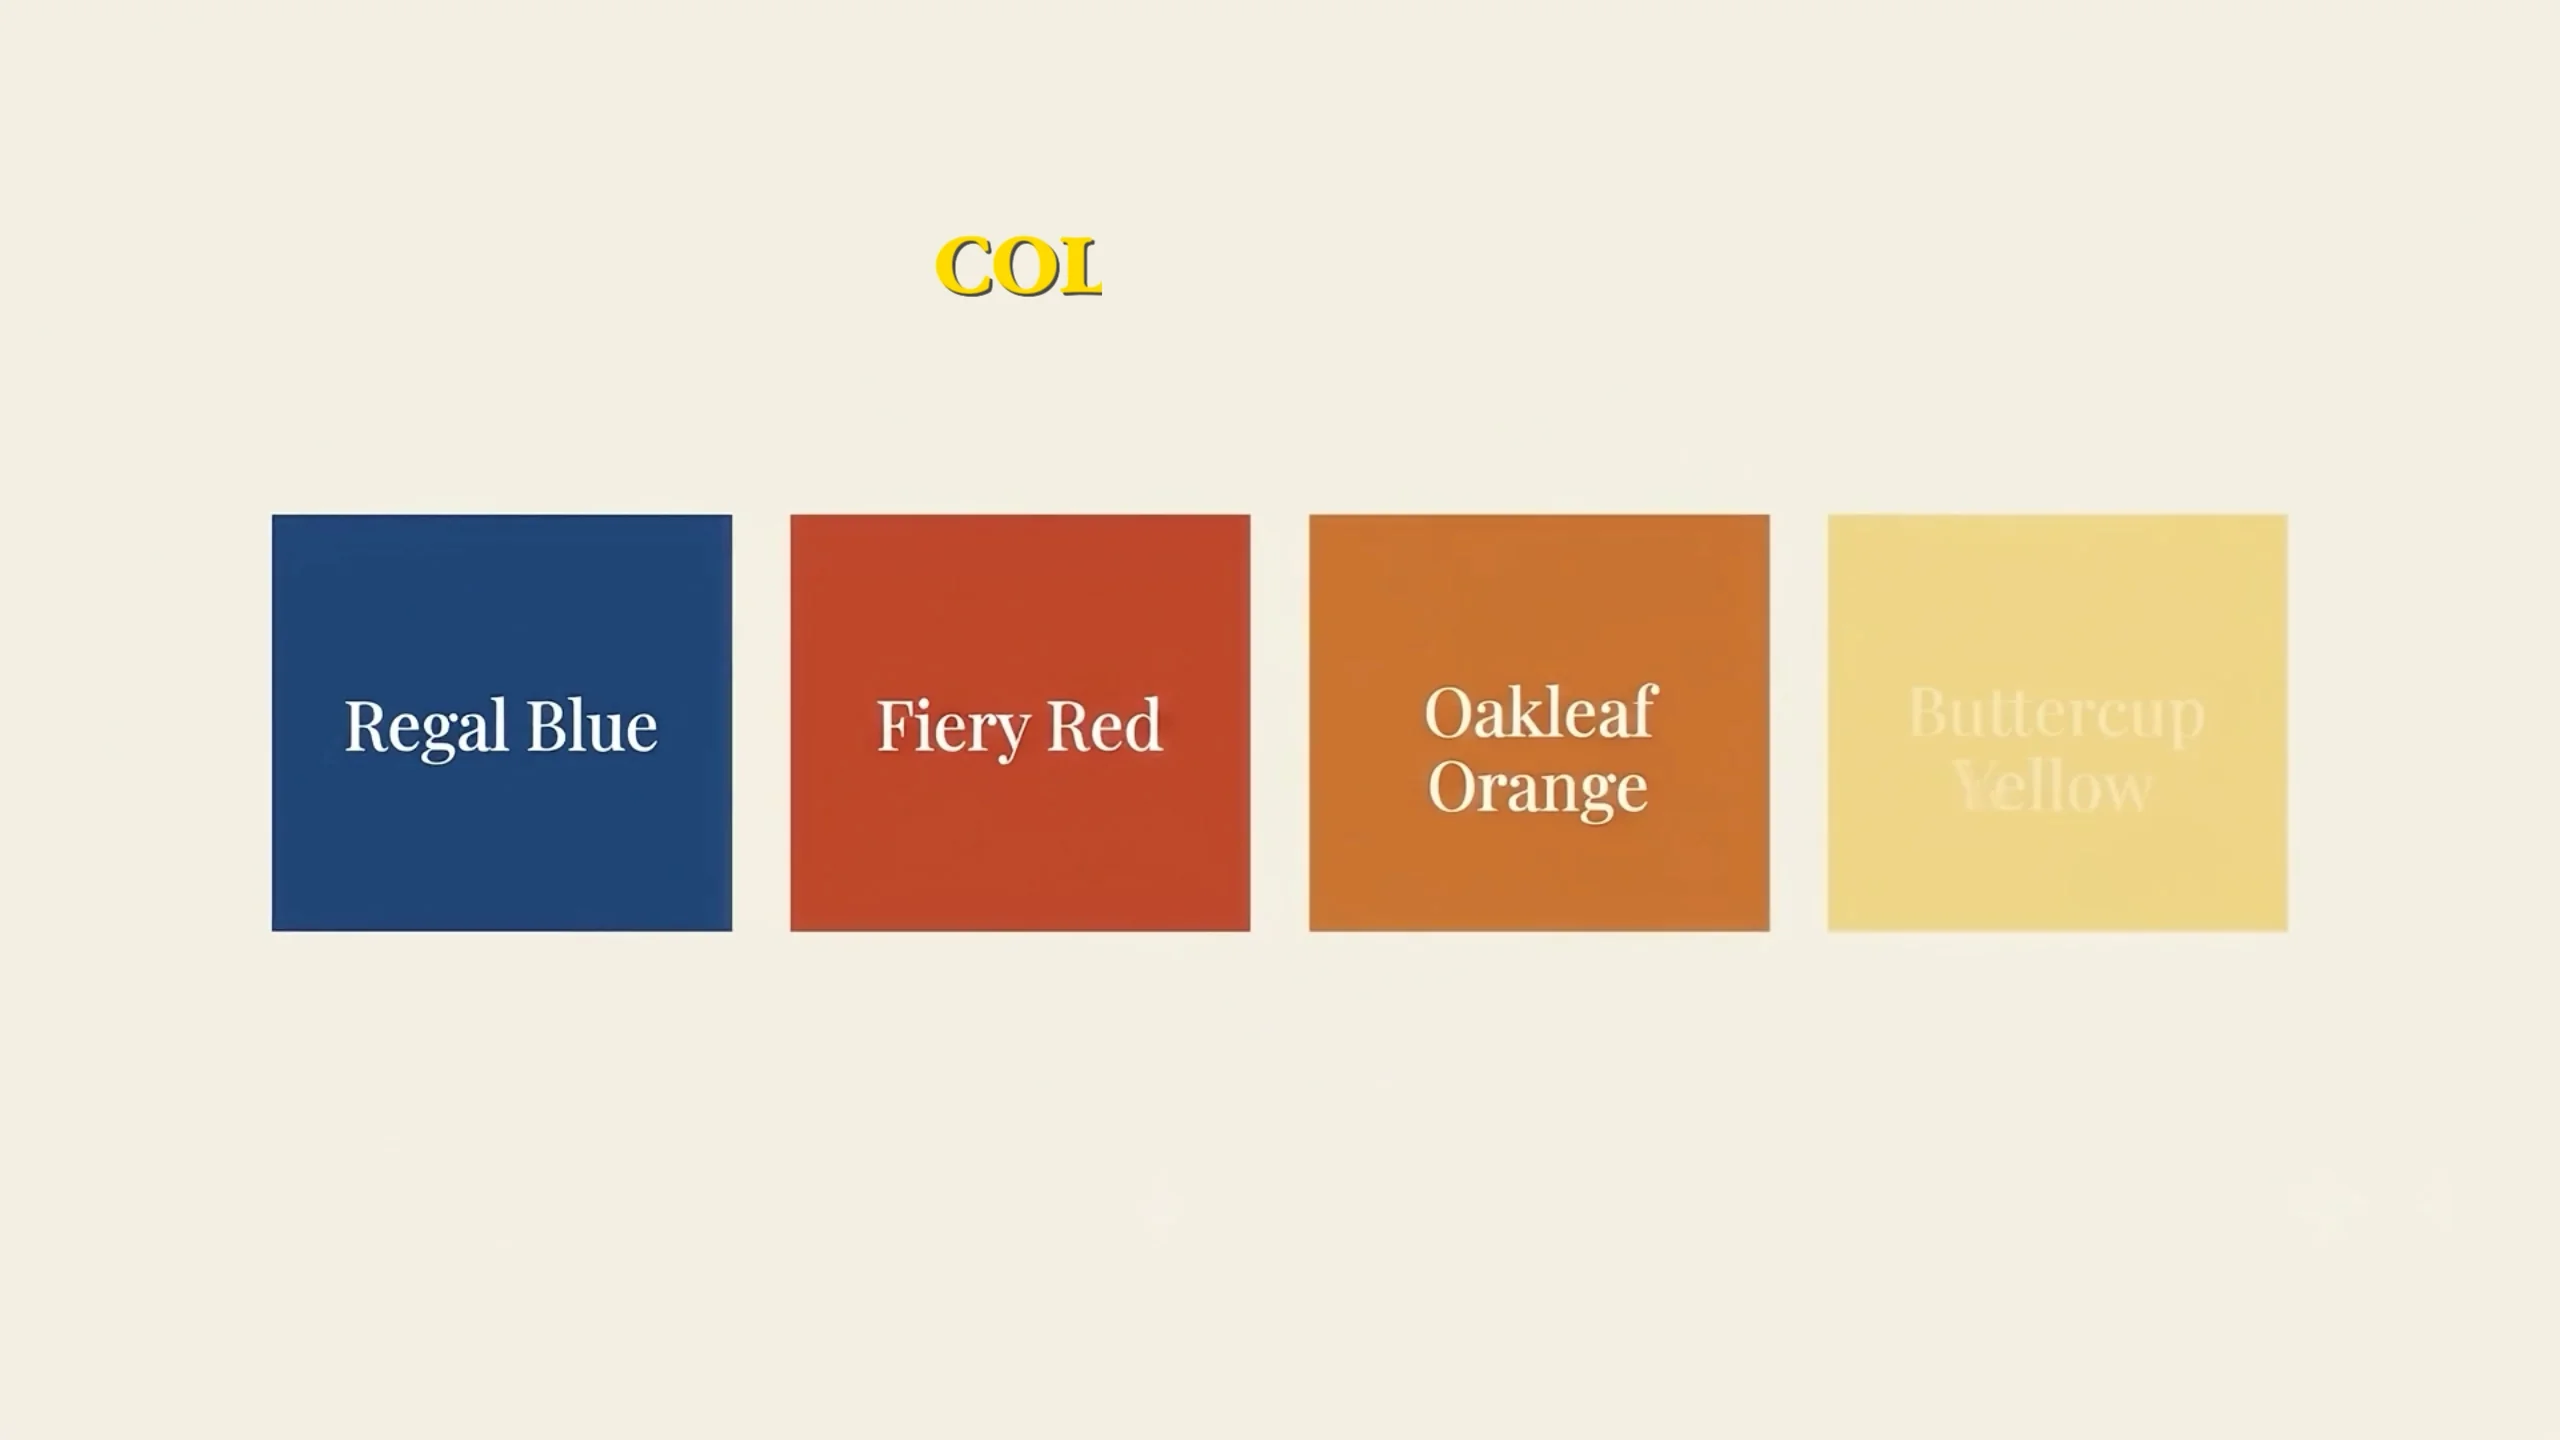 COL
Regal Blue
Fiery Red
Oakleaf
Orange
Buttercup
Yellow